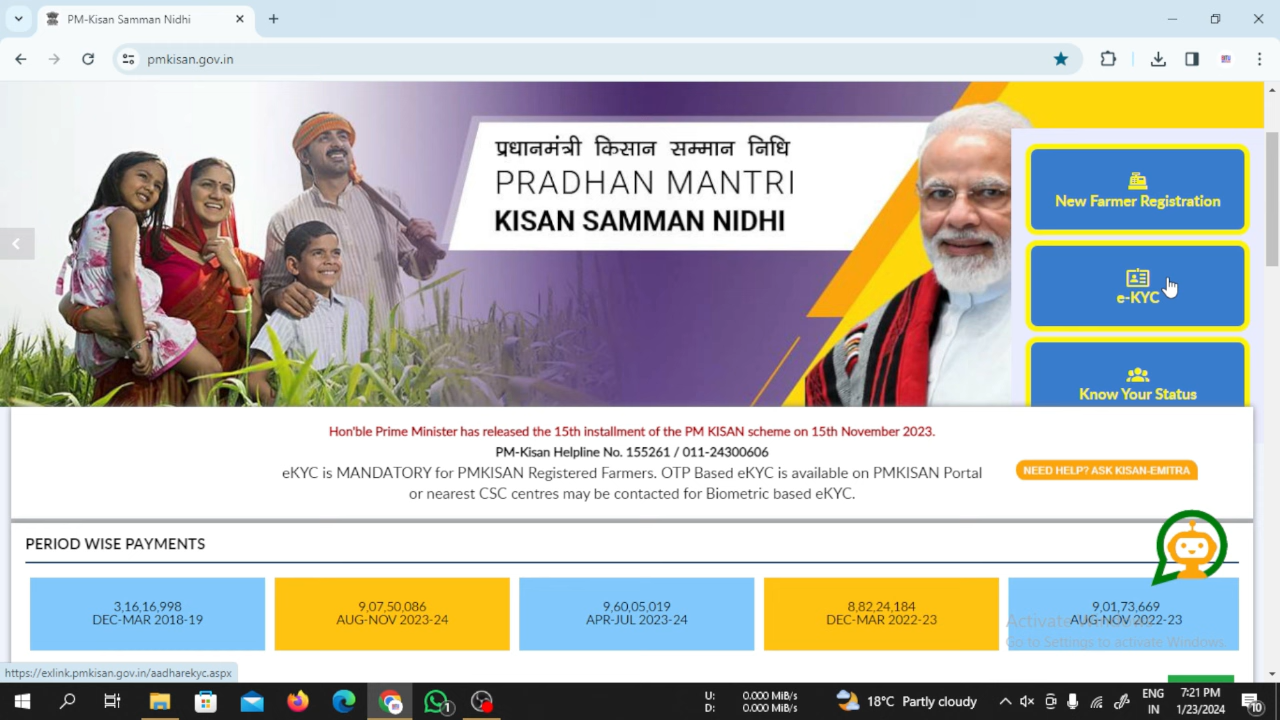 PM-Kisan Samman Nidhi
pmkisan.gov.in
प्रधानमंत्री किसान सम्मान निधि
PRADHAN MANTRI
KISAN SAMMAN NIDHI
New Farmer Registration
e-KYC
Know Your Status
Hon'ble Prime Minister has released the 15th installment of the PM KISAN scheme on 15th November 2023.
PM-Kisan Helpline No. 155261 / 011-24300606
eKYC is MANDATORY for PMKISAN Registered Farmers. OTP Based eKYC is available on PMKISAN Portal
or nearest CSC centres may be contacted for Biometric based eKYC.
NEED HELP? ASK KISAN-EMITRA
PERIOD WISE PAYMENTS
3,16,16,998
DEC-MAR 2018-19
9,07,50,086
AUG-NOV 2023-24
9,60,05,019
APR-JUL 2023-24
8,82,24,184
DEC-MAR 2022-23
9,01,73,669
AUG-NOV 2022-23
Activate Windows
Go to Settings to activate Windows.
https://exlink.pmkisan.gov.in/aadharekyc.aspx
1
U: 0.000 MiB/s
D: 0.000 MiB/s
18°C Partly cloudy
ENG
IN
7:21 PM
1/23/2024
10